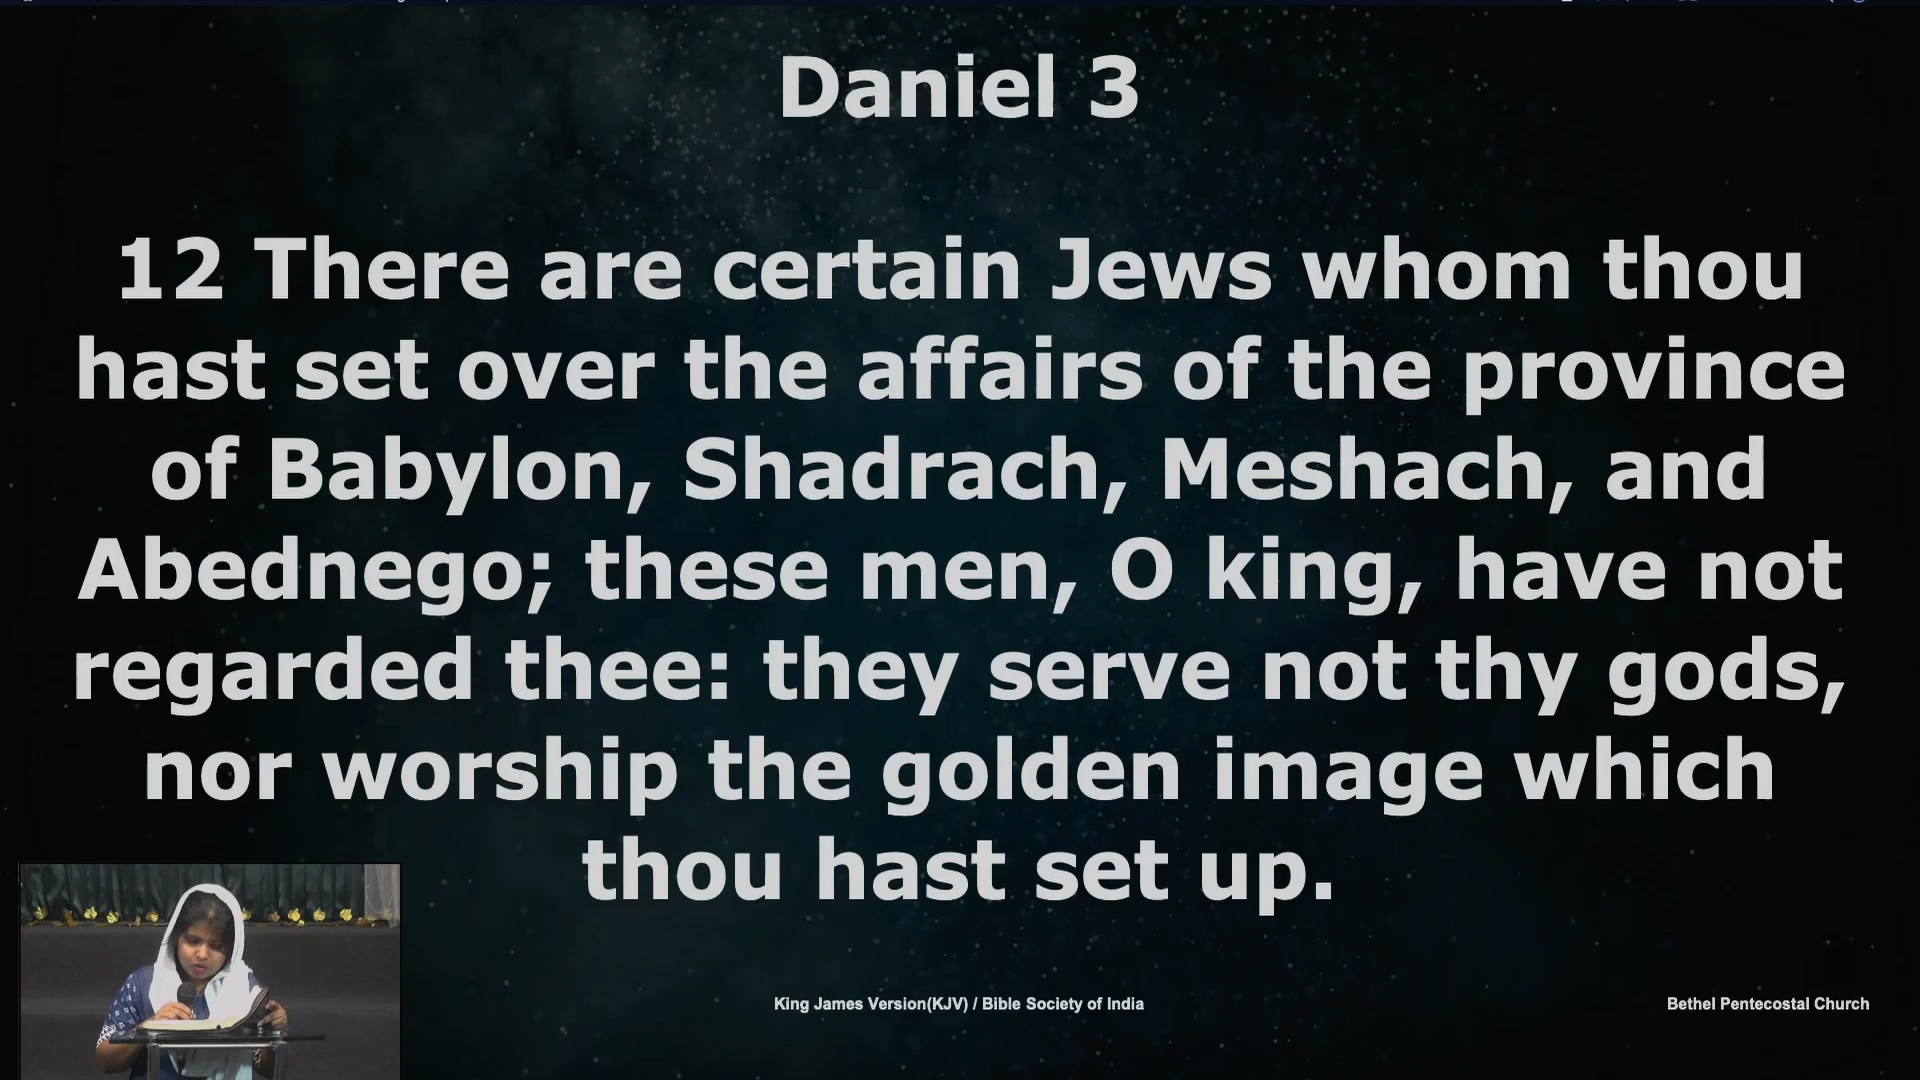 Daniel 3
12 There are certain Jews whom thou
hast set over the affairs of the province
of Babylon, Shadrach, Meshach, and
Abednego; these men, O king, have not
regarded thee: they serve not thy gods,
nor worship the golden image which
thou hast set up.
King James Version(KJV) / Bible Society of India
Bethel Pentecostal Church